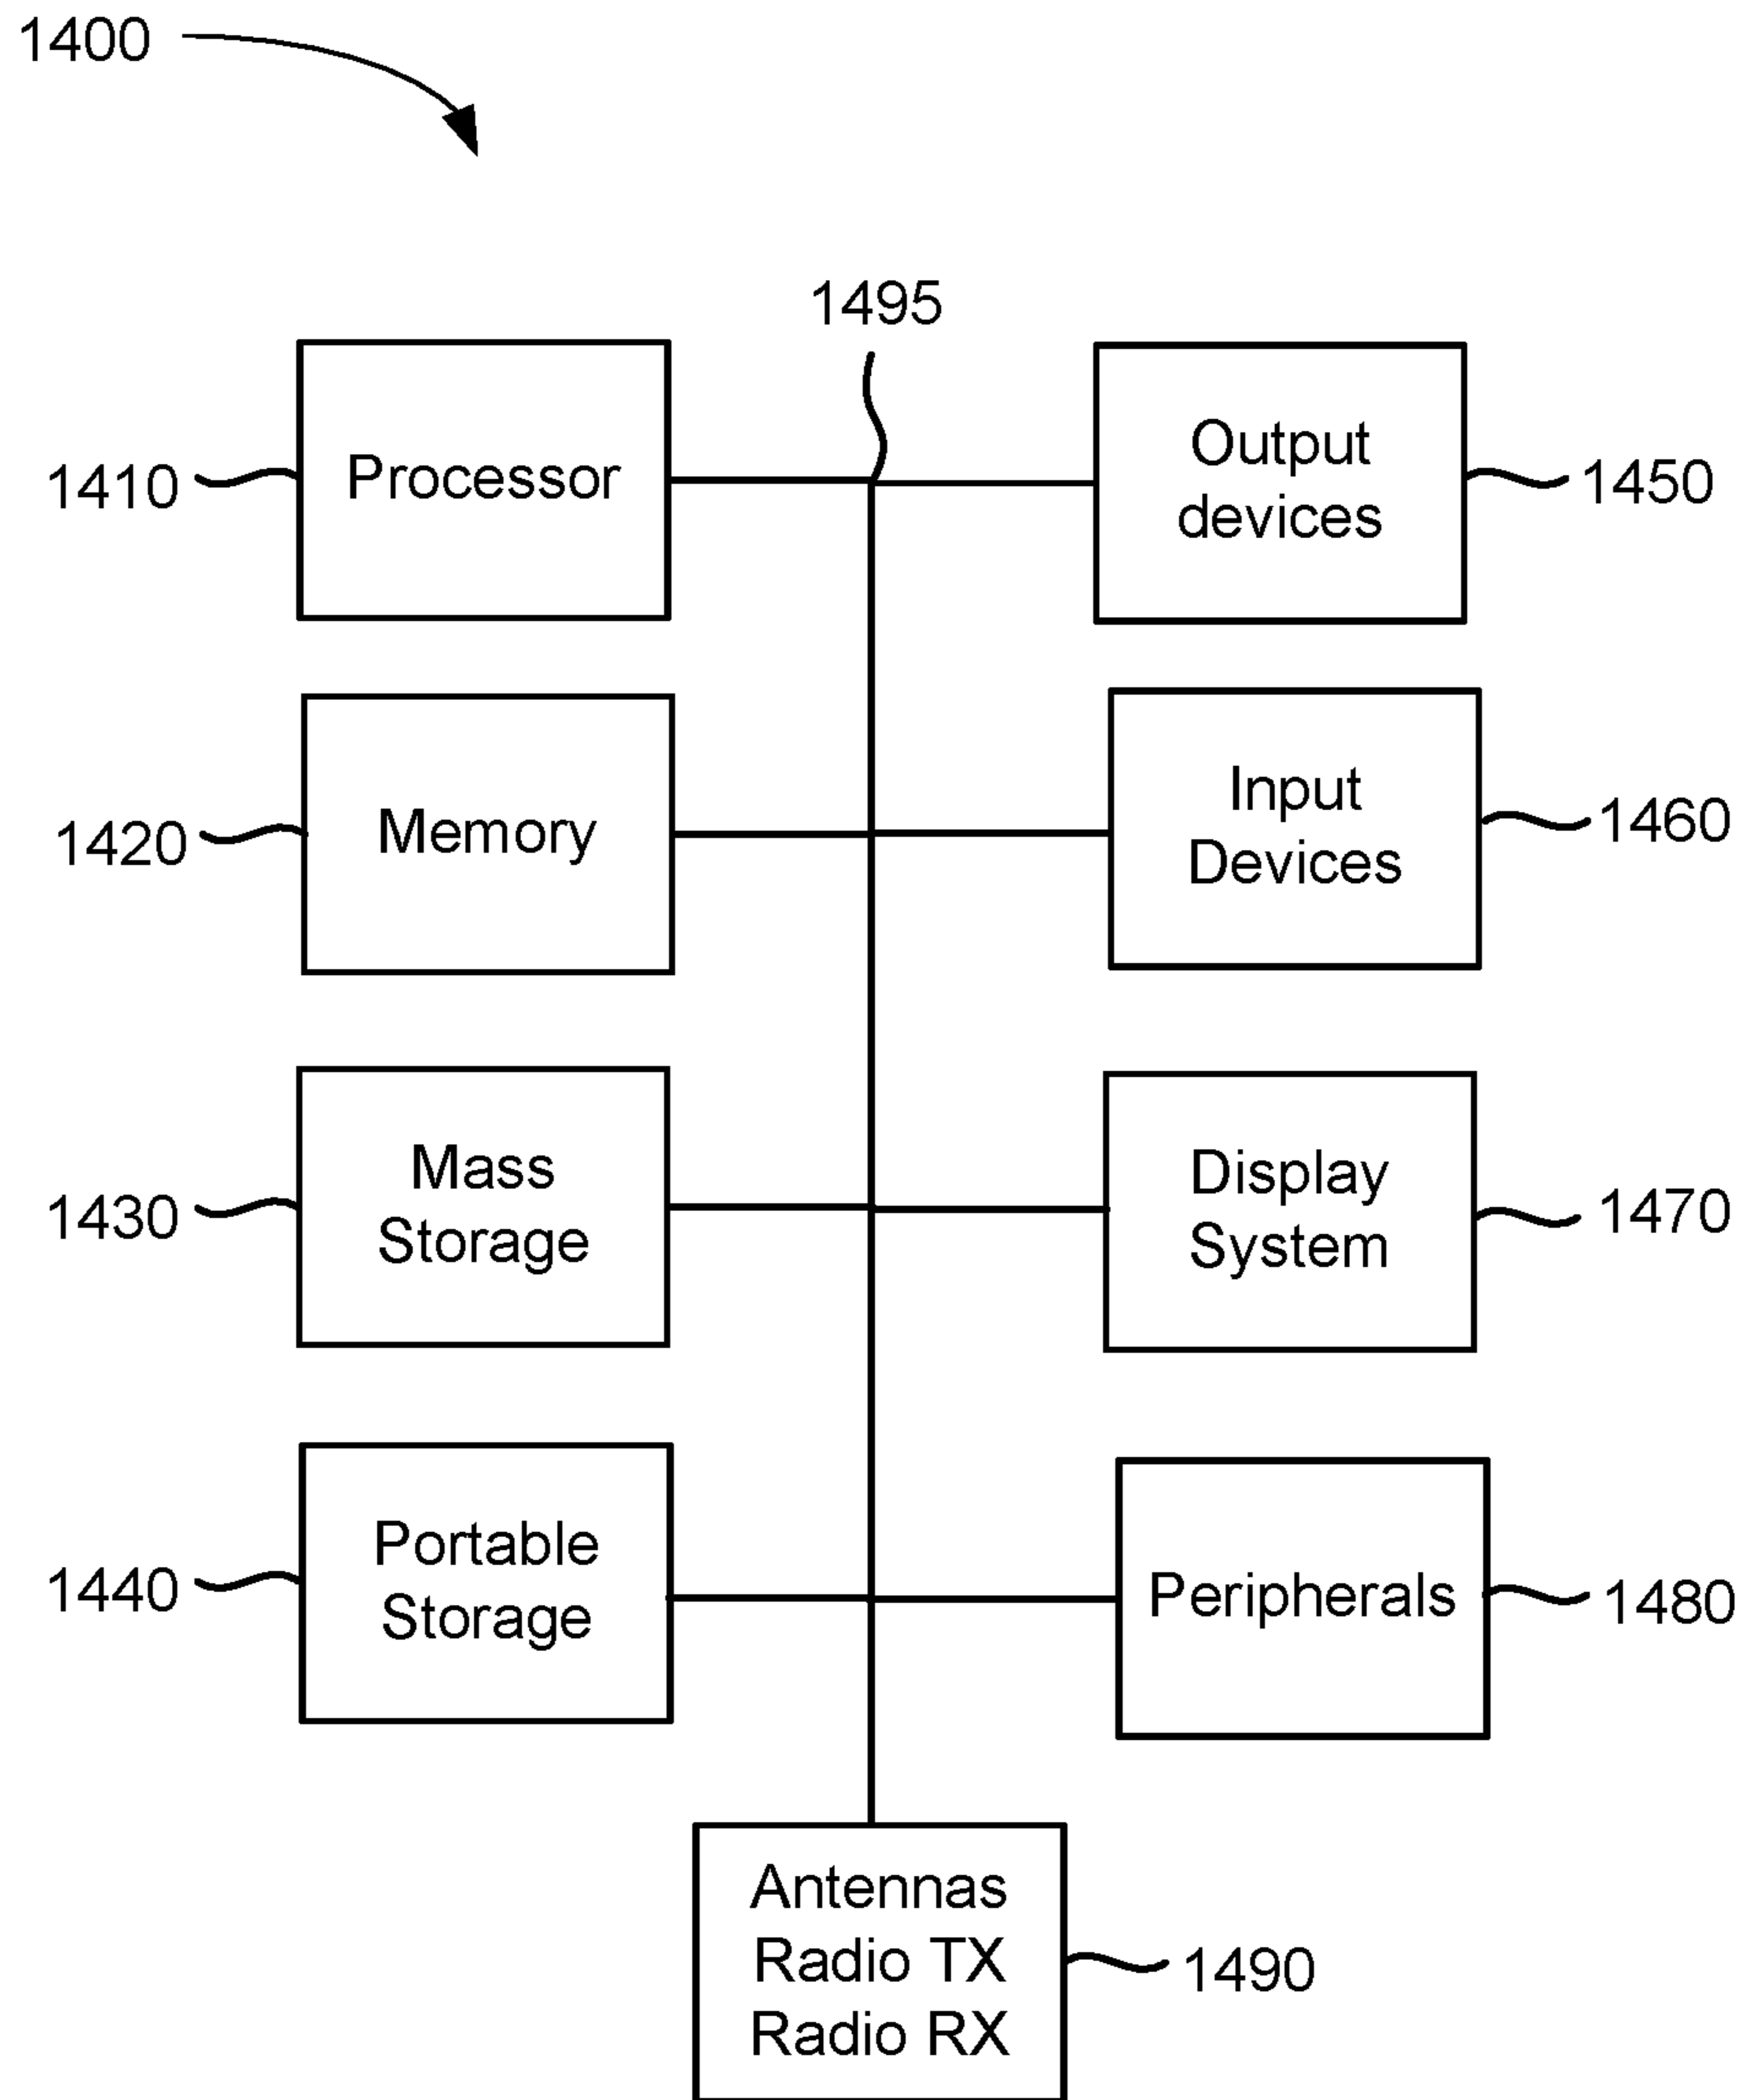 1400
1495
1410
Processor
Output
devices
1450
1420
Memory
Input
Devices
1460
1430
Mass
Storage
Display
System
1470
1440
Portable
Storage
Peripherals
1480
Antennas
Radio TX
Radio RX
1490